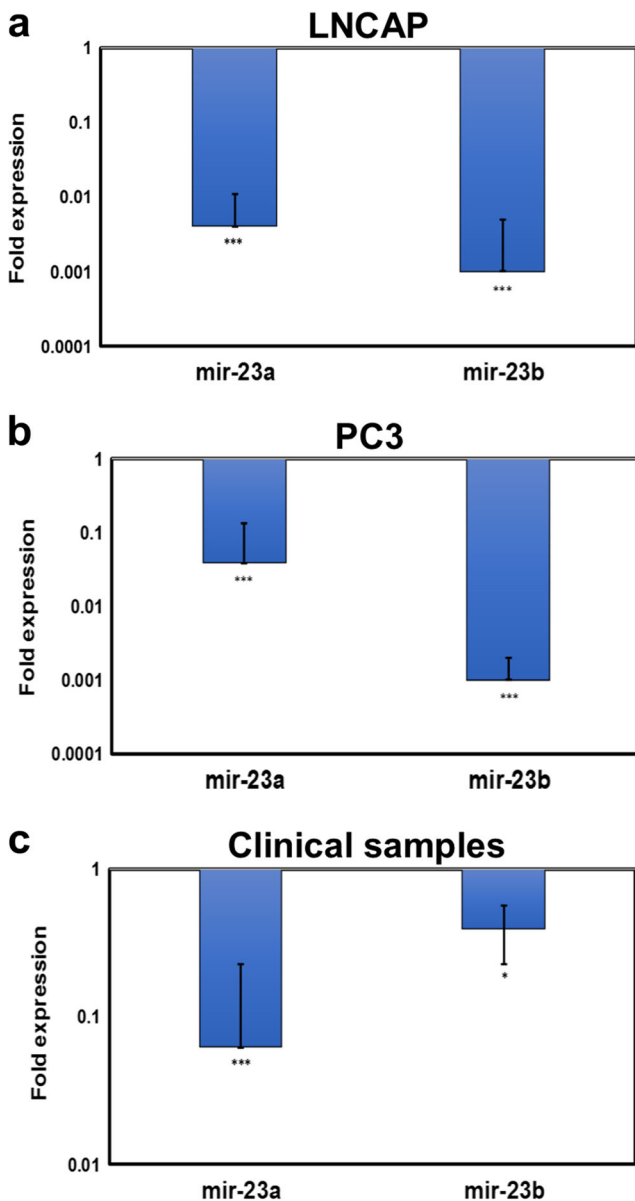 a
LNCAP
1
0.1
0.01
0.001
0.0001
Fold expression
***
***
mir-23a mir-23b
b
PC3
1
0.1
0.01
0.001
0.0001
Fold expression
***
***
mir-23a mir-23b
c
Clinical samples
1
0.1
0.01
Fold expression
***
*
mir-23a mir-23b